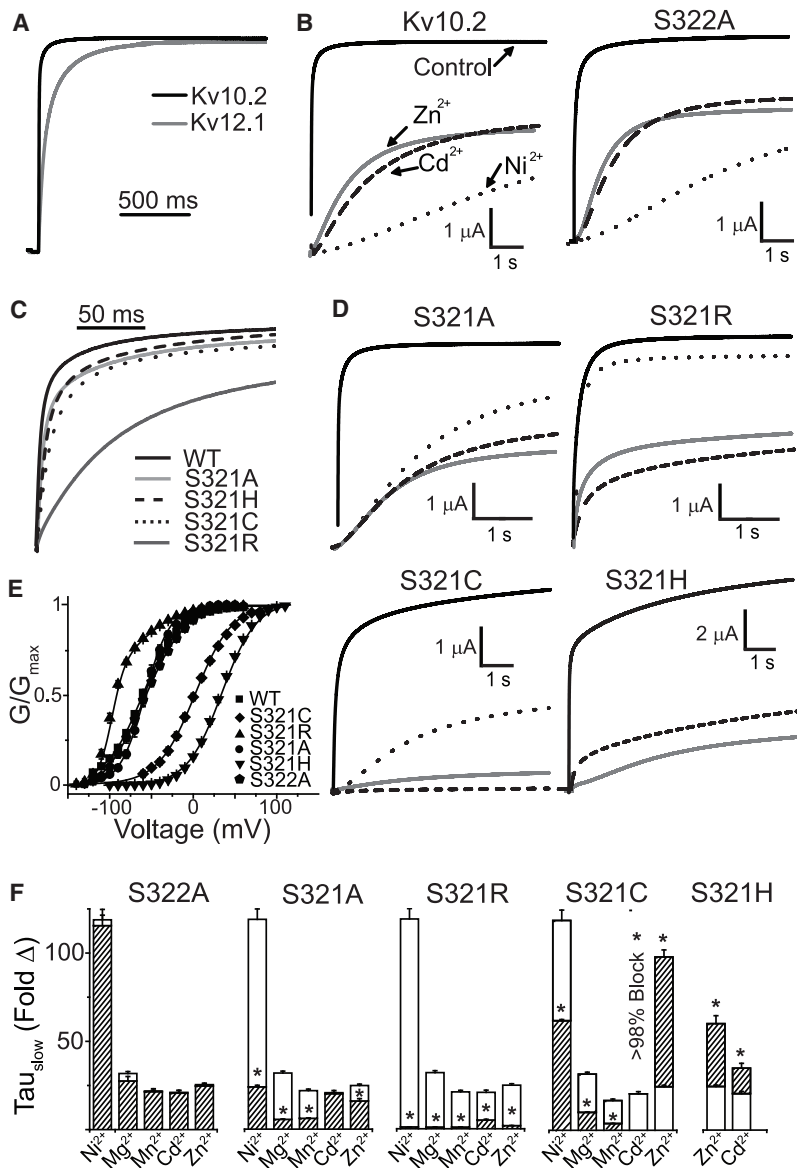 A
Kv10.2
Kv12.1
500 ms
B
Kv10.2
S322A
Control
Zn2+
Cd2+
Ni2+
1 μA
1 s
1 μA
1 s
C
50 ms
WT
S321A
S321H
S321C
S321R
D
S321A
S321R
1 μA
1 s
1 μA
1 s
S321C
S321H
1 μA
1 s
2 μA
1 s
E
G/Gmax
1
0.5
0
-100
0
100
Voltage (mV)
WT
S321C
S321R
S321A
S321H
S322A
F
S322A
S321A
S321R
S321C
S321H
Tauslow (Fold Δ)
100
50
>98% Block *
* * * *
* * * * *
* * * *
* *
Ni2+ Mg2+ Mn2+ Cd2+ Zn2+
Ni2+ Mg2+ Mn2+ Cd2+ Zn2+
Ni2+ Mg2+ Mn2+ Cd2+ Zn2+
Ni2+ Mg2+ Mn2+ Cd2+ Zn2+
Zn2+ Cd2+